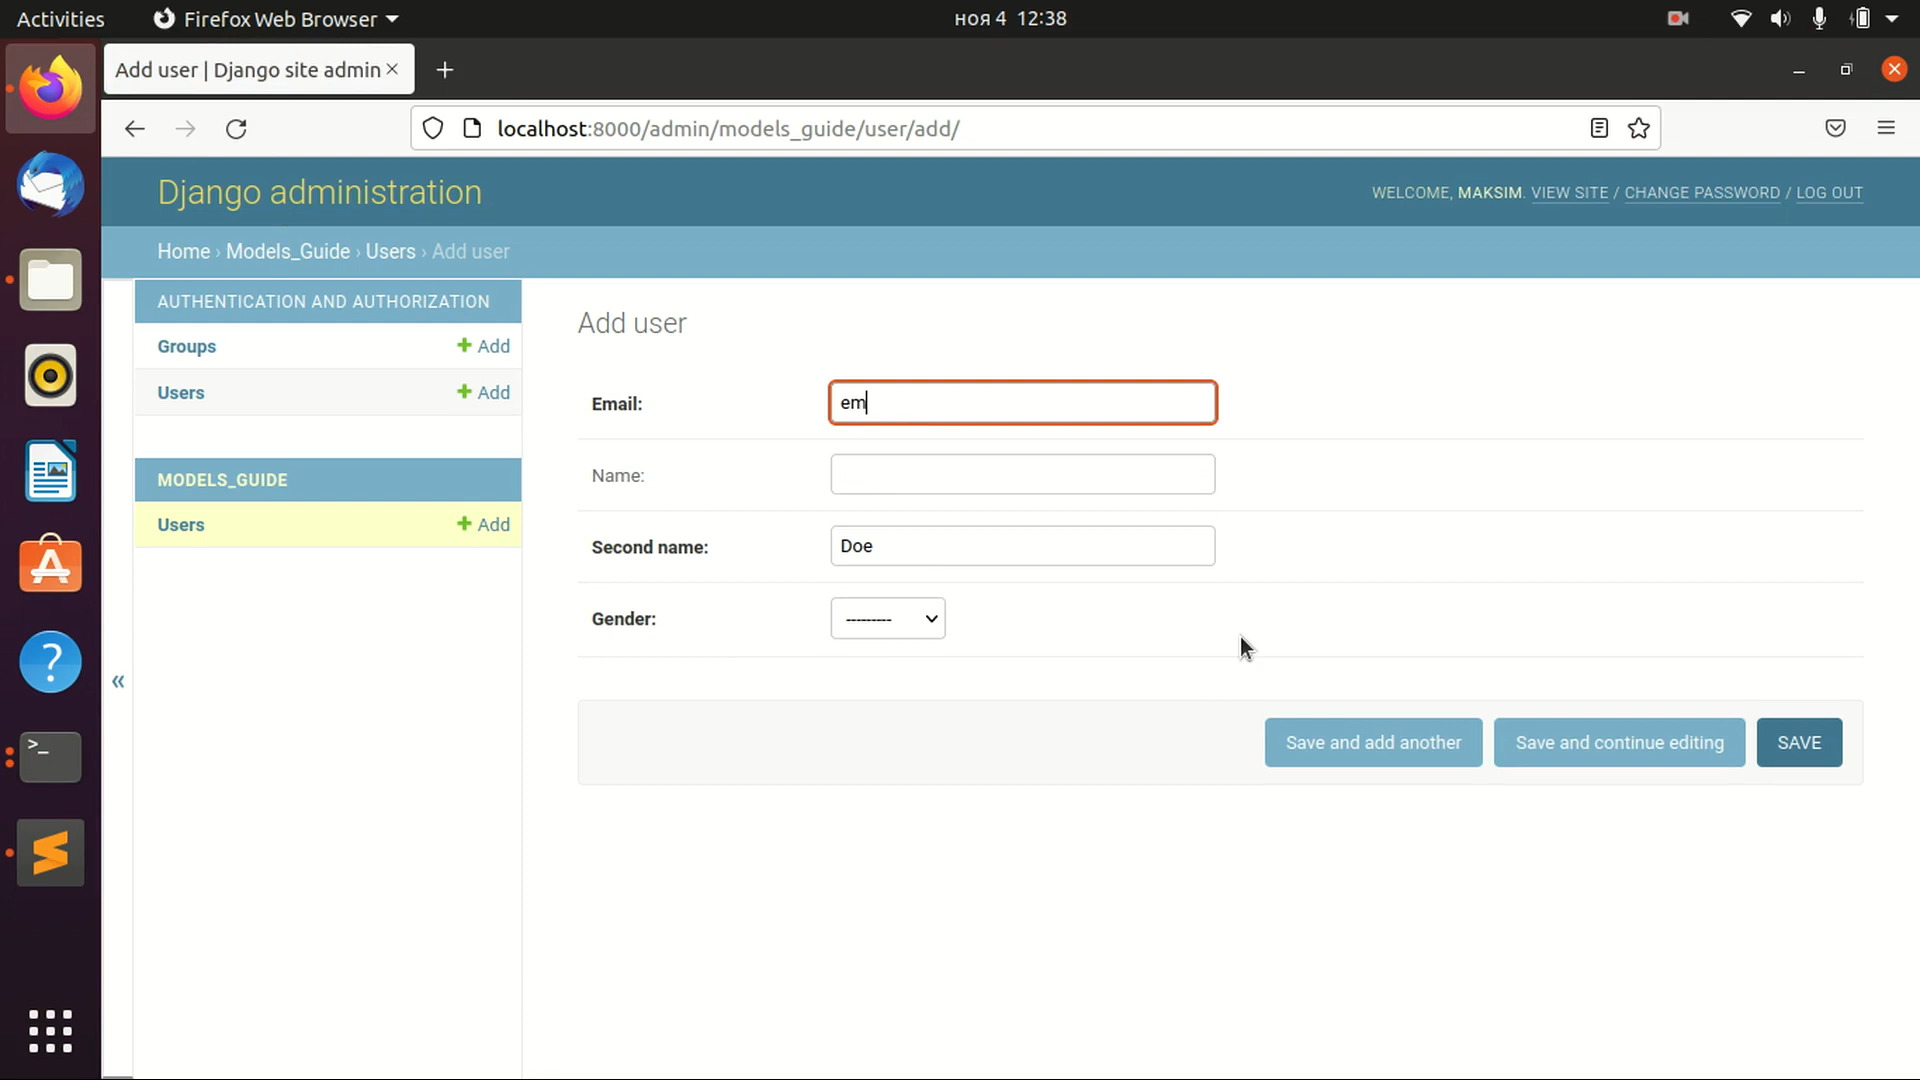 Activities
Firefox Web Browser
ноя 4 12:38
Add user | Django site admin
localhost:8000/admin/models_guide/user/add/
Django administration
WELCOME, MAKSIM. VIEW SITE / CHANGE PASSWORD / LOG OUT
Home › Models_Guide › Users › Add user
AUTHENTICATION AND AUTHORIZATION
Groups
+ Add
Users
+ Add
MODELS_GUIDE
Users
+ Add
«
Add user
Email:
em
Name:
Second name:
Doe
Gender:
---------
Save and add another
Save and continue editing
SAVE